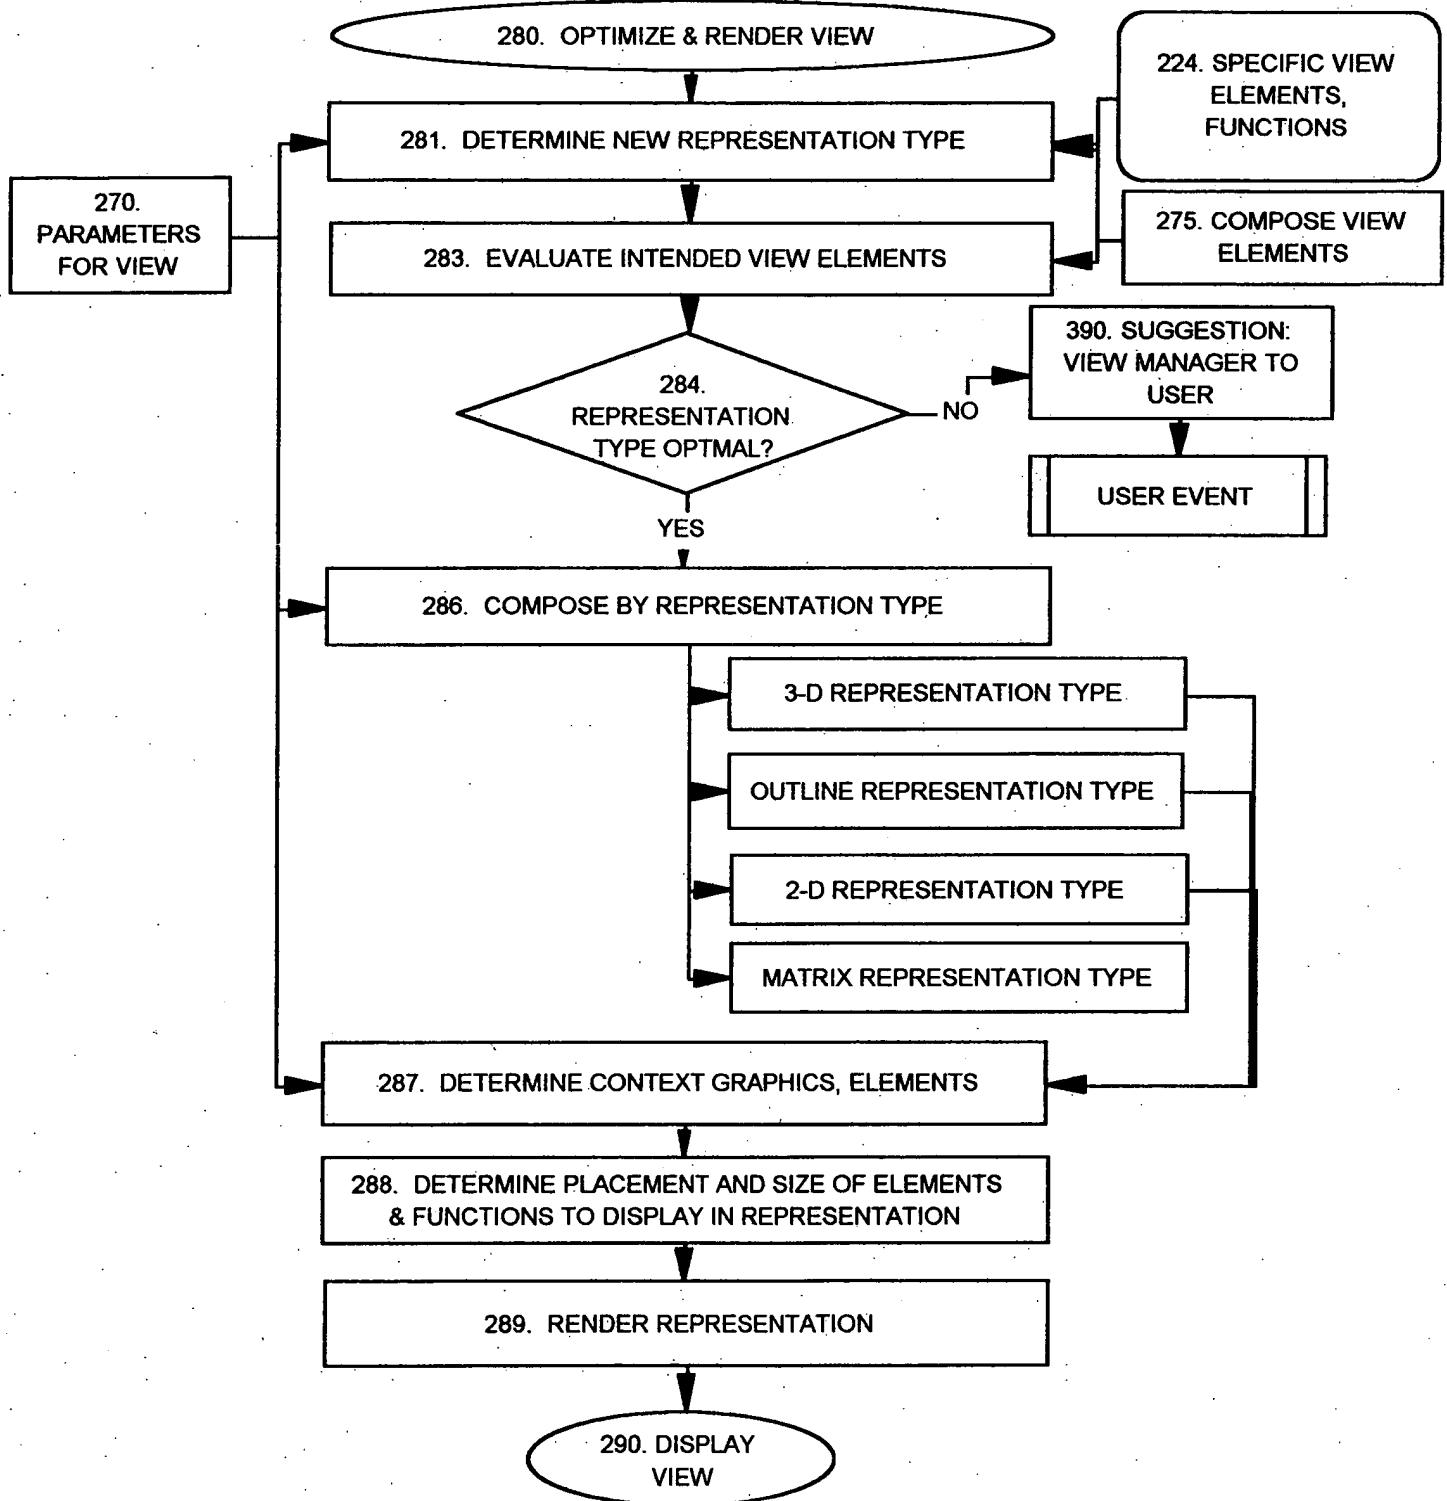 280. OPTIMIZE & RENDER VIEW
224. SPECIFIC VIEW
ELEMENTS,
FUNCTIONS
281. DETERMINE NEW REPRESENTATION TYPE
270.
PARAMETERS
FOR VIEW
275. COMPOSE VIEW
ELEMENTS
283. EVALUATE INTENDED VIEW ELEMENTS
390. SUGGESTION:
VIEW MANAGER TO
USER
284.
REPRESENTATION
TYPE OPTMAL?
NO
USER EVENT
YES
286. COMPOSE BY REPRESENTATION TYPE
3-D REPRESENTATION TYPE
OUTLINE REPRESENTATION TYPE
2-D REPRESENTATION TYPE
MATRIX REPRESENTATION TYPE
287. DETERMINE CONTEXT GRAPHICS, ELEMENTS
288. DETERMINE PLACEMENT AND SIZE OF ELEMENTS
& FUNCTIONS TO DISPLAY IN REPRESENTATION
289. RENDER REPRESENTATION
290. DISPLAY
VIEW